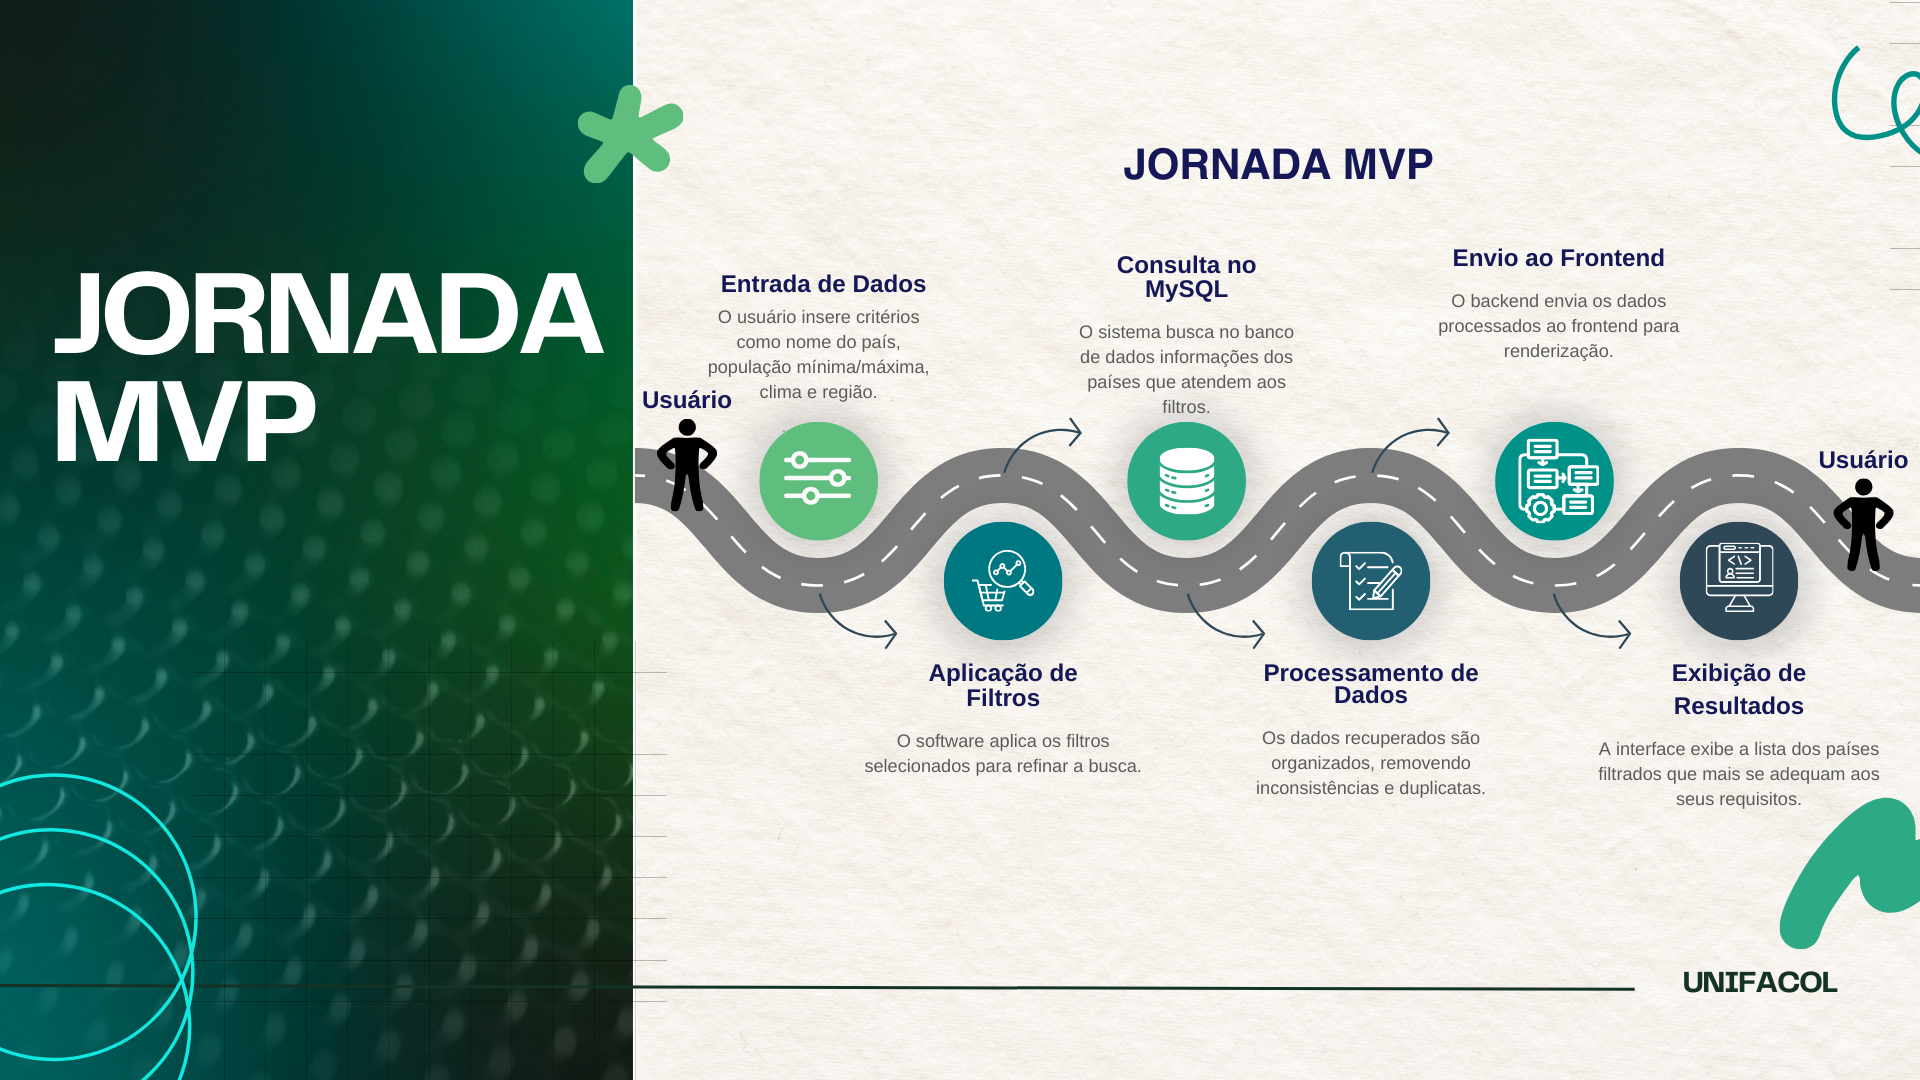 JORNADA
MVP
JORNADA MVP
Usuário
Entrada de Dados
O usuário insere critérios
como nome do país,
população mínima/máxima,
clima e região.
Aplicação de
Filtros
O software aplica os filtros
selecionados para refinar a busca.
Consulta no
MySQL
O sistema busca no banco
de dados informações dos
países que atendem aos
filtros.
Processamento de
Dados
Os dados recuperados são
organizados, removendo
inconsistências e duplicatas.
Envio ao Frontend
O backend envia os dados
processados ao frontend para
renderização.
Exibição de
Resultados
A interface exibe a lista dos países
filtrados que mais se adequam aos
seus requisitos.
Usuário
UNIFACOL